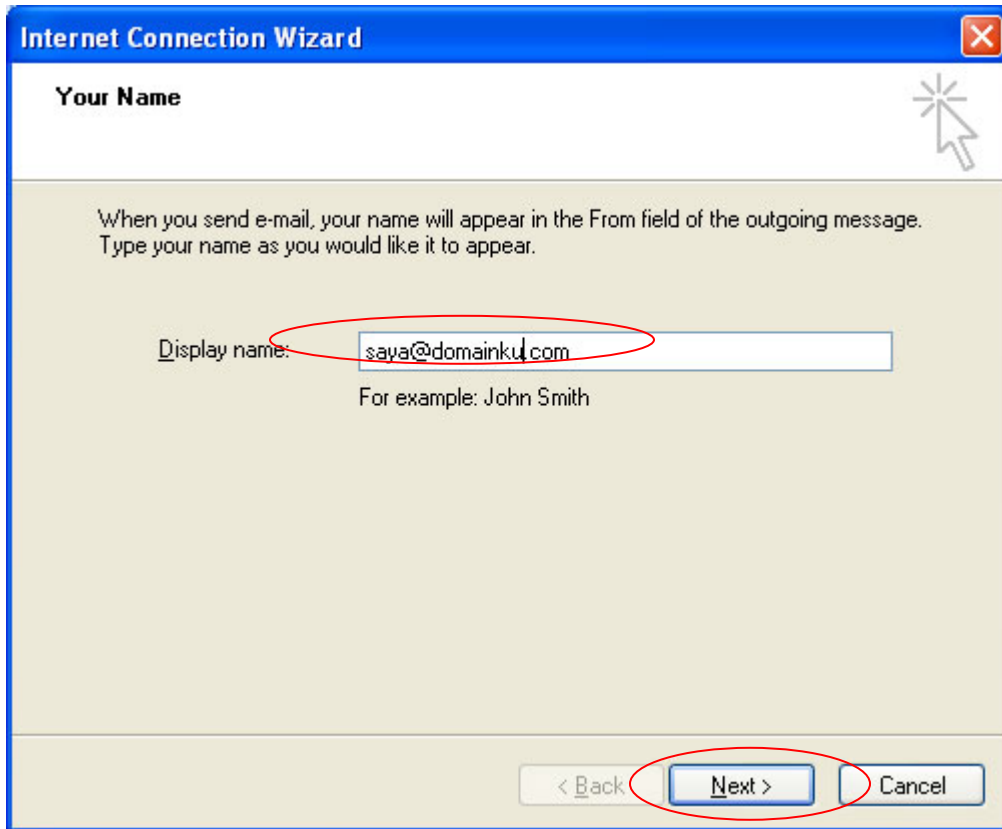 Internet Connection Wizard
Your Name
When you send e-mail, your name will appear in the From field of the outgoing message.
Type your name as you would like it to appear.
Display name: saya@domainku.com
For example: John Smith
< Back Next > Cancel